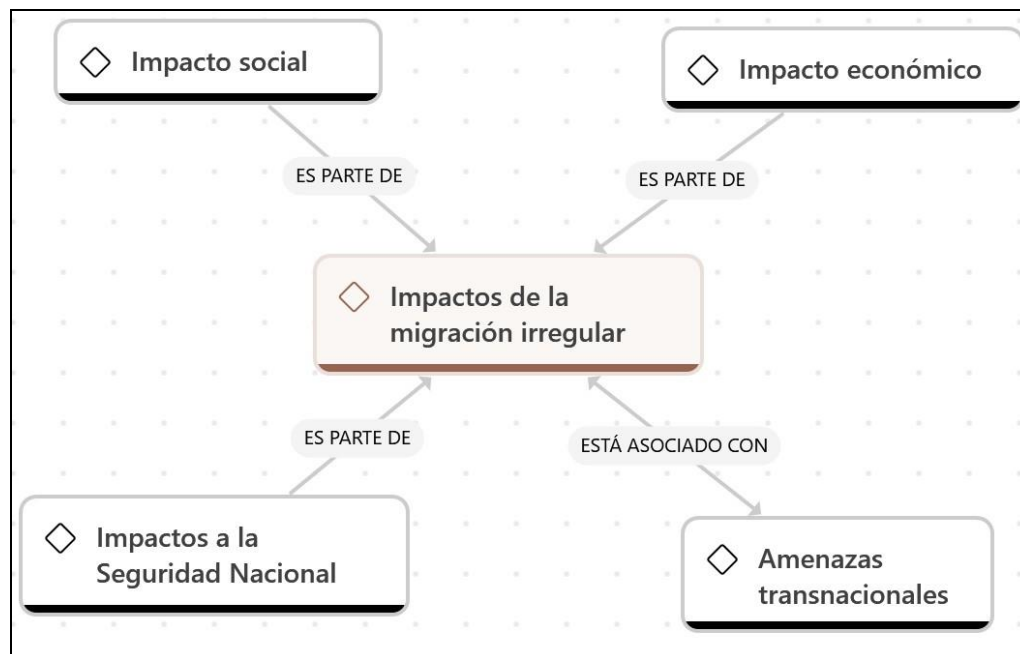 Impacto social
Impacto económico
ES PARTE DE
ES PARTE DE
Impactos de la
migración irregular
ES PARTE DE
ESTÁ ASOCIADO CON
Impactos a la
Seguridad Nacional
Amenazas
transnacionales